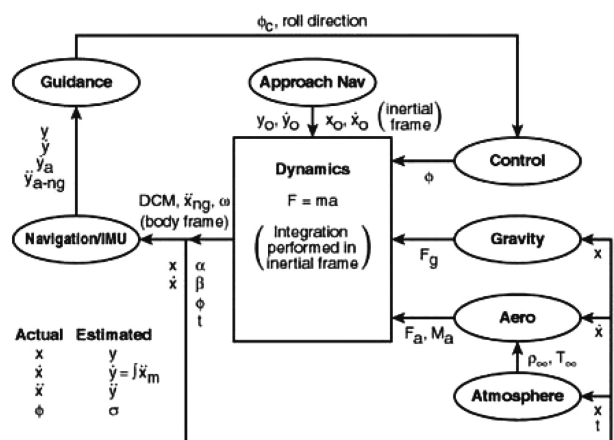 ϕc, roll direction
Guidance
Approach Nav
y
ẏ
ẏa
ÿa-ng
yo, ẏo xo, ẋo (inertial frame)
Dynamics
F = ma
(Integration
performed in
inertial frame)
Control
ϕ
DCM, ẍng, ω
(body frame)
Navigation/IMU
Gravity
Fg
x
x α
ẋ β
ϕ
t
Aero
Fa, Ma
ẋ
ρ∞, T∞
Atmosphere
x
t
Actual Estimated
x y
ẋ ẏ = ∫ẍm
ẍ ÿ
ϕ σ